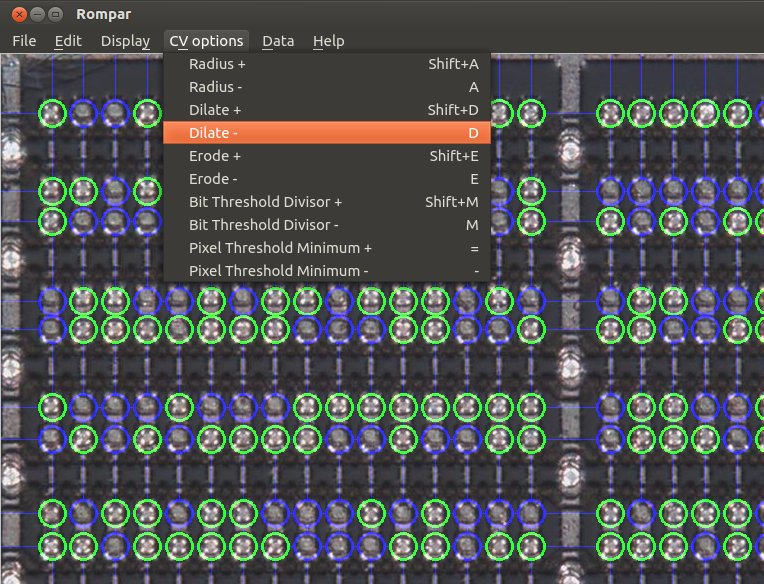 Rompar
File Edit Display CV options Data Help
Radius + Shift+A
Radius - A
Dilate + Shift+D
Dilate - D
Erode + Shift+E
Erode - E
Bit Threshold Divisor + Shift+M
Bit Threshold Divisor - M
Pixel Threshold Minimum + =
Pixel Threshold Minimum - -